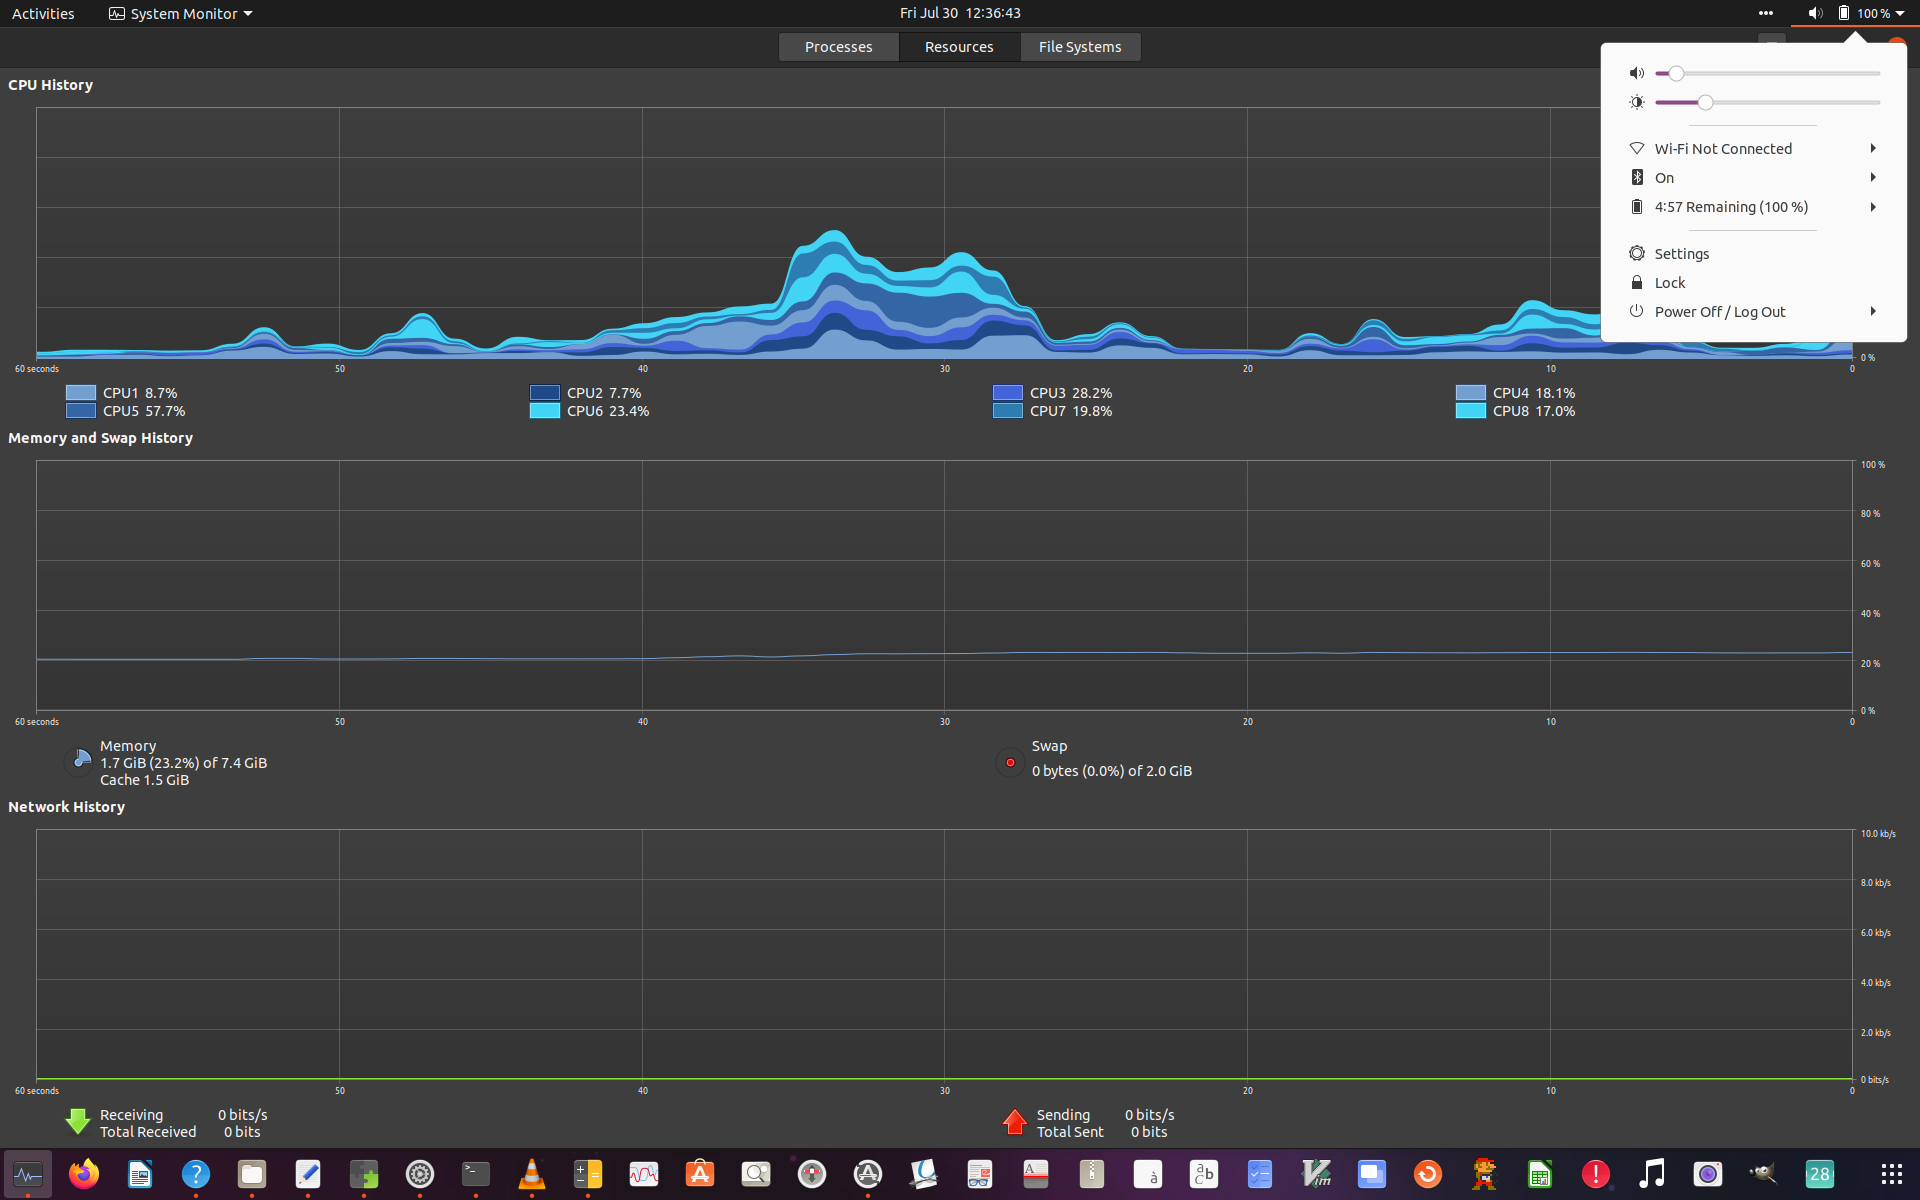 Activities
System Monitor
Fri Jul 30 12:36:43
100 %
Processes
Resources
File Systems
Wi-Fi Not Connected
On
4:57 Remaining (100 %)
Settings
Lock
Power Off / Log Out
CPU History
0 %
60 seconds 50 40 30 20 10 0
CPU1 8.7%
CPU2 7.7%
CPU3 28.2%
CPU4 18.1%
CPU5 57.7%
CPU6 23.4%
CPU7 19.8%
CPU8 17.0%
Memory and Swap History
100 %
80 %
60 %
40 %
20 %
0 %
60 seconds 50 40 30 20 10 0
Memory
1.7 GiB (23.2%) of 7.4 GiB
Cache 1.5 GiB
Swap
0 bytes (0.0%) of 2.0 GiB
Network History
10.0 kb/s
8.0 kb/s
6.0 kb/s
4.0 kb/s
2.0 kb/s
0 bits/s
60 seconds 50 40 30 20 10 0
Receiving 0 bits/s
Total Received 0 bits
Sending 0 bits/s
Total Sent 0 bits
?
>_
A
à
ab
C
Vim
!
28